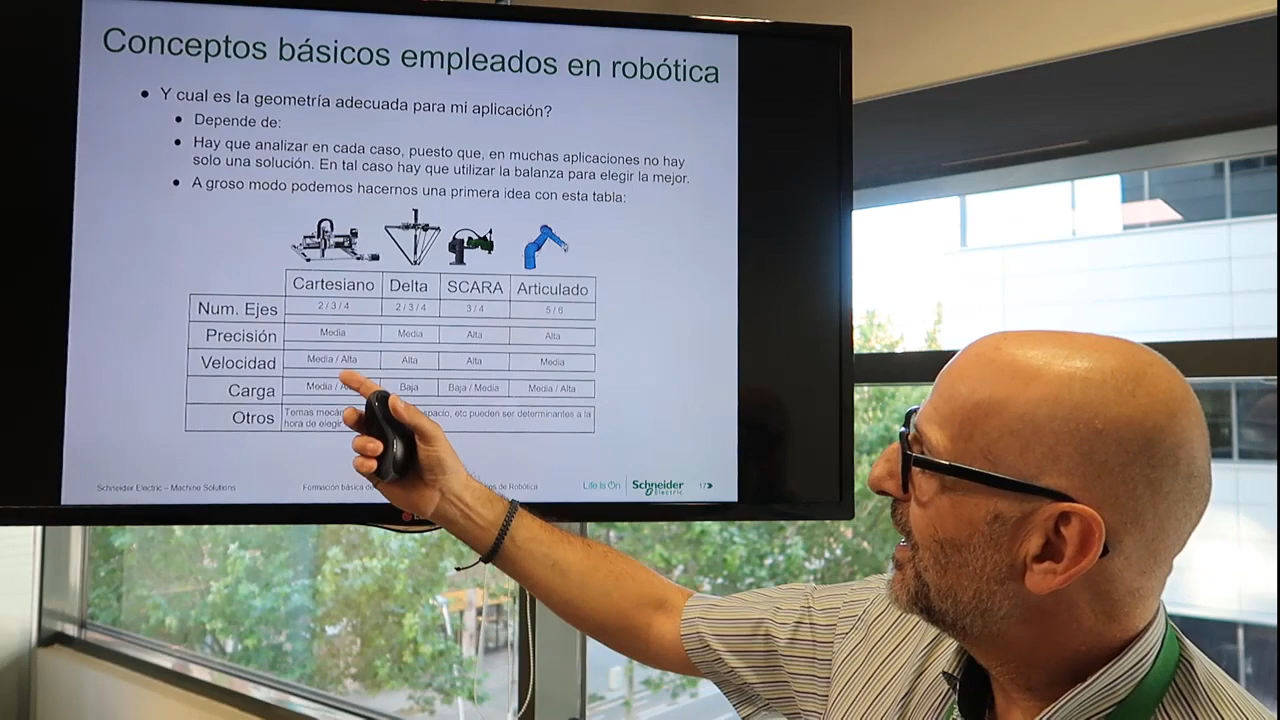 Conceptos básicos empleados en robótica
Y cual es la geometría adecuada para mi aplicación?
Depende de:
Hay que analizar en cada caso, puesto que, en muchas aplicaciones no hay
solo una solución. En tal caso hay que utilizar la balanza para elegir la mejor.
A groso modo podemos hacernos una primera idea con esta tabla:
Cartesiano Delta SCARA Articulado
Num. Ejes 2 / 3 / 4 2 / 3 / 4 3 / 4 5 / 6
Precisión Media Media Alta Alta
Velocidad Media / Alta Alta Alta Media
Carga Media / Baja Baja / Media Media / Alta
Otros Temas etc pueden ser determinantes a la
hora de elegir
Schneider Electric – Machine Solutions Formación básica de Robótica Life Is On Schneider Electric 17